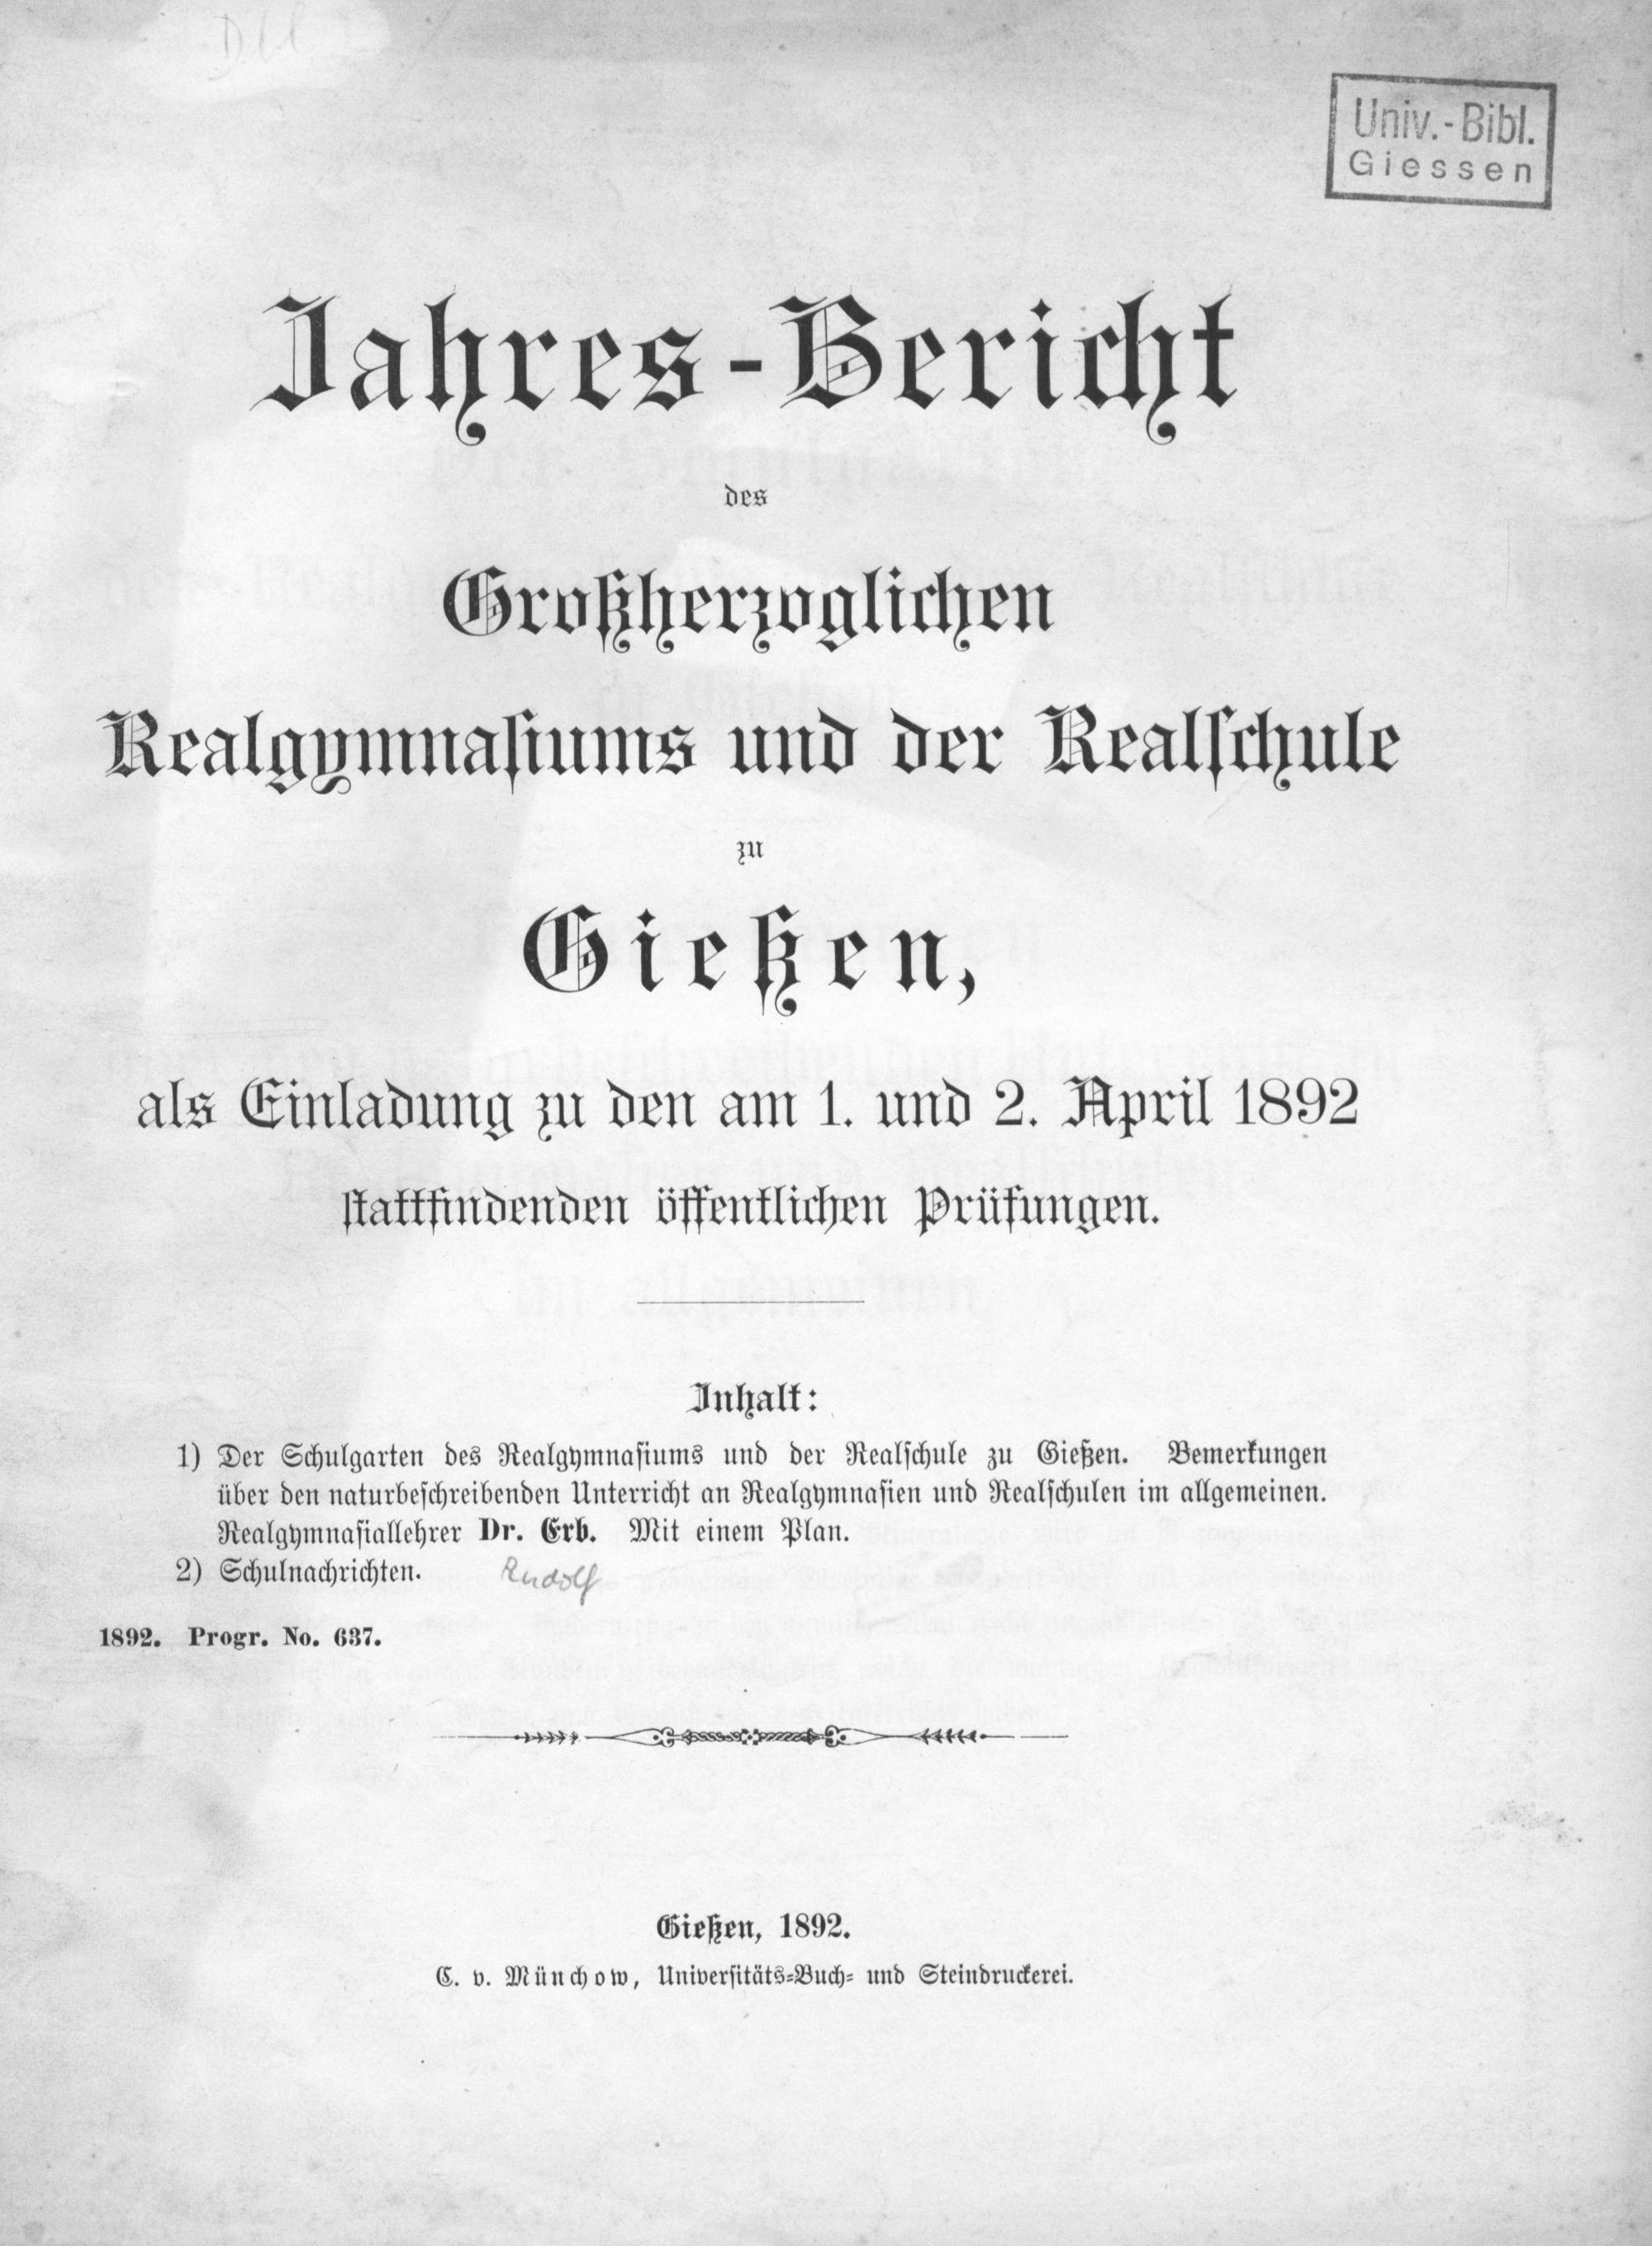 Univ.-Bibl.
Giessen
Jahres-Bericht
des
Großherzoglichen
Realgymnasiums und der Realschule
zu
Gießen,
als Einladung zu den am 1. und 2. April 1892
stattfindenden öffentlichen Prüfungen.
Inhalt:
1) Der Schulgarten des Realgymnasiums und der Realschule zu Gießen. Bemerkungen
über den naturbeschreibenden Unterricht an Realgymnasien und Realschulen im allgemeinen.
Realgymnasiallehrer Dr. Erb. Mit einem Plan.
2) Schulnachrichten.
Rudolf
1892. Progr. No. 637.
Gießen, 1892.
C. v. Münchow, Universitäts-Buch- und Steindruckerei.